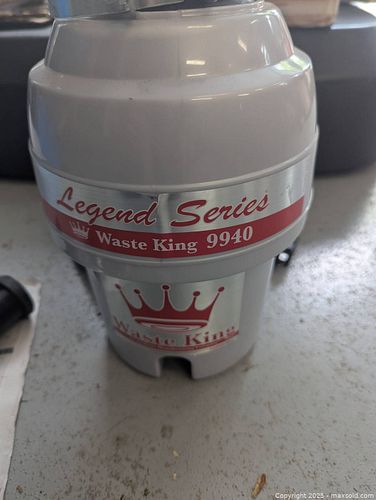 Legend Series
Waste King 9940
Waste King
Copyright 2025 - maxsold.com